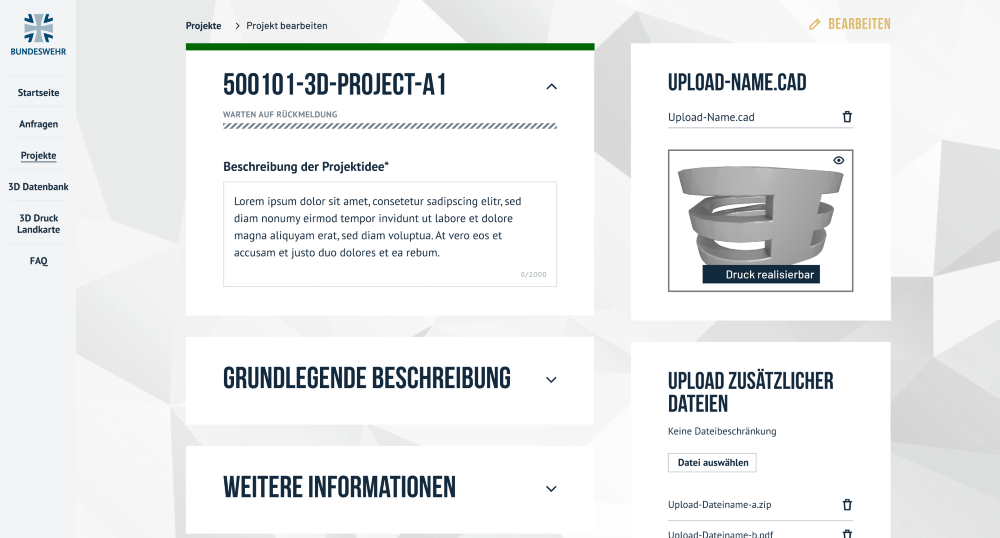 BUNDESWEHR
Startseite
Anfragen
Projekte
3D Datenbank
3D Druck
Landkarte
FAQ
Projekte > Projekt bearbeiten
BEARBEITEN
500101-3D-PROJECT-A1
WARTEN AUF RÜCKMELDUNG
Beschreibung der Projektidee*
Lorem ipsum dolor sit amet, consetetur sadipscing elitr, sed
diam nonumy eirmod tempor invidunt ut labore et dolore
magna aliquyam erat, sed diam voluptua. At vero eos et
accusam et justo duo dolores et ea rebum.
0/2000
GRUNDLEGENDE BESCHREIBUNG
WEITERE INFORMATIONEN
UPLOAD-NAME.CAD
Upload-Name.cad
Druck realisierbar
UPLOAD ZUSÄTZLICHER
DATEIEN
Keine Dateibeschränkung
Datei auswählen
Upload-Dateiname-a.zip
Upload-Dateiname-b.pdf